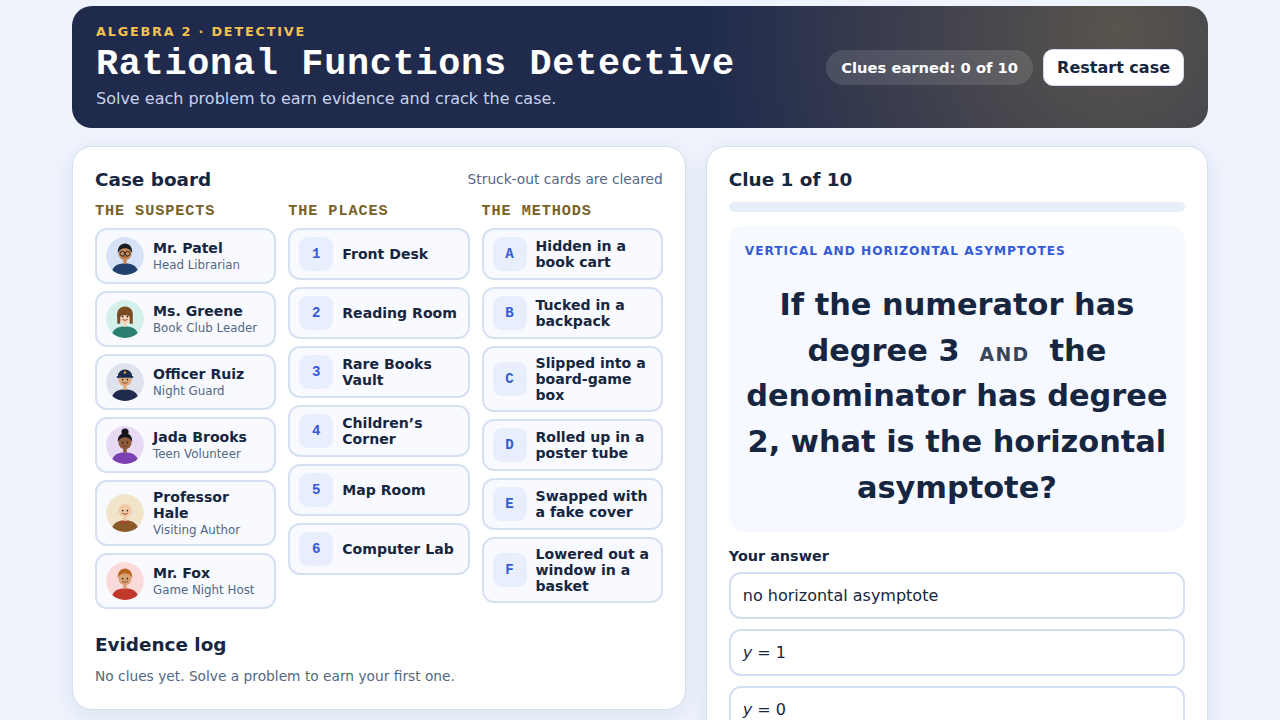 ALGEBRA 2 · DETECTIVE
Rational Functions Detective
Solve each problem to earn evidence and crack the case.
Clues earned: 0 of 10
Restart case
Case board
Struck-out cards are cleared
THE SUSPECTS
Mr. Patel
Head Librarian
Ms. Greene
Book Club Leader
Officer Ruiz
Night Guard
Jada Brooks
Teen Volunteer
Professor
Hale
Visiting Author
Mr. Fox
Game Night Host
THE PLACES
1 Front Desk
2 Reading Room
3 Rare Books
Vault
4 Children’s
Corner
5 Map Room
6 Computer Lab
THE METHODS
A Hidden in a
book cart
B Tucked in a
backpack
C Slipped into a
board-game
box
D Rolled up in a
poster tube
E Swapped with
a fake cover
F Lowered out a
window in a
basket
Evidence log
No clues yet. Solve a problem to earn your first one.
Clue 1 of 10
VERTICAL AND HORIZONTAL ASYMPTOTES
If the numerator has
degree 3 AND the
denominator has degree
2, what is the horizontal
asymptote?
Your answer
no horizontal asymptote
y = 1
y = 0